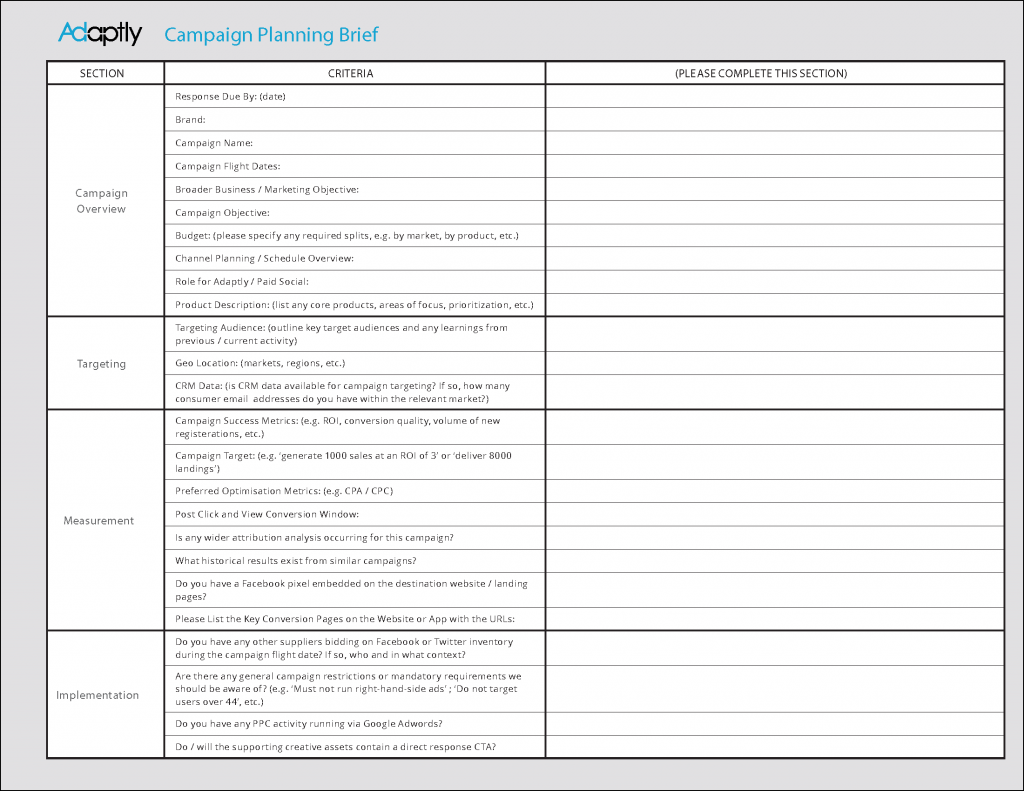 Adaptly Campaign Planning Brief
SECTION CRITERIA (PLEASE COMPLETE THIS SECTION)
Campaign
Overview
Response Due By: (date)
Brand:
Campaign Name:
Campaign Flight Dates:
Broader Business / Marketing Objective:
Campaign Objective:
Budget: (please specify any required splits, e.g. by market, by product, etc.)
Channel Planning / Schedule Overview:
Role for Adaptly / Paid Social:
Product Description: (list any core products, areas of focus, prioritization, etc.)
Targeting
Targeting Audience: (outline key target audiences and any learnings from
previous / current activity)
Geo Location: (markets, regions, etc.)
CRM Data: (is CRM data available for campaign targeting? If so, how many
consumer email addresses do you have within the relevant market?)
Measurement
Campaign Success Metrics: (e.g. ROI, conversion quality, volume of new
registerations, etc.)
Campaign Target: (e.g. ‘generate 1000 sales at an ROI of 3’ or ‘deliver 8000
landings’)
Preferred Optimisation Metrics: (e.g. CPA / CPC)
Post Click and View Conversion Window:
Is any wider attribution analysis occurring for this campaign?
What historical results exist from similar campaigns?
Do you have a Facebook pixel embedded on the destination website / landing
pages?
Please List the Key Conversion Pages on the Website or App with the URLs:
Implementation
Do you have any other suppliers bidding on Facebook or Twitter inventory
during the campaign flight date? If so, who and in what context?
Are there any general campaign restrictions or mandatory requirements we
should be aware of? (e.g. ‘Must not run right-hand-side ads’ ; ‘Do not target
users over 44’, etc.)
Do you have any PPC activity running via Google Adwords?
Do / will the supporting creative assets contain a direct response CTA?